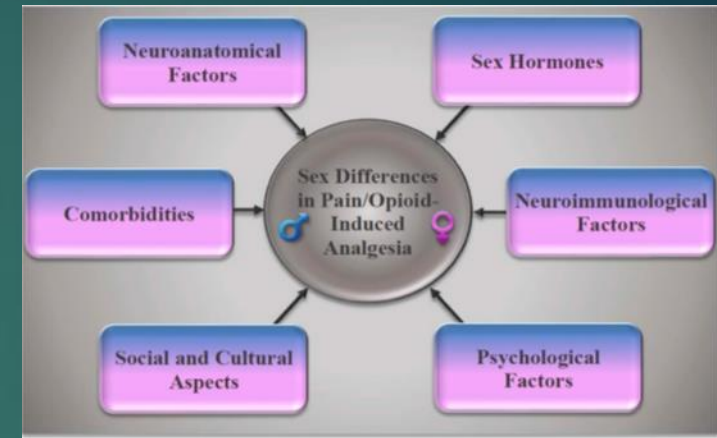 Neuroanatomical
Factors
Sex Hormones
Comorbidities
Sex Differences
in Pain/Opioid-
Induced
Analgesia
Neuroimmunological
Factors
Social and Cultural
Aspects
Psychological
Factors